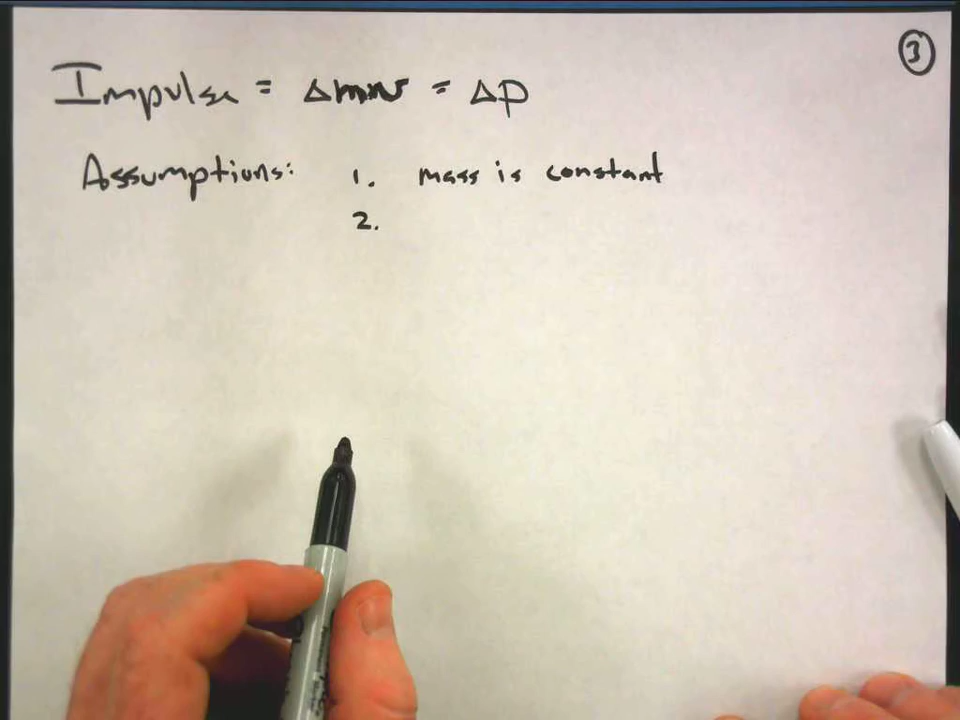 ③
Impulse = Δmv = Δp
Assumptions: 1. mass is constant
2.